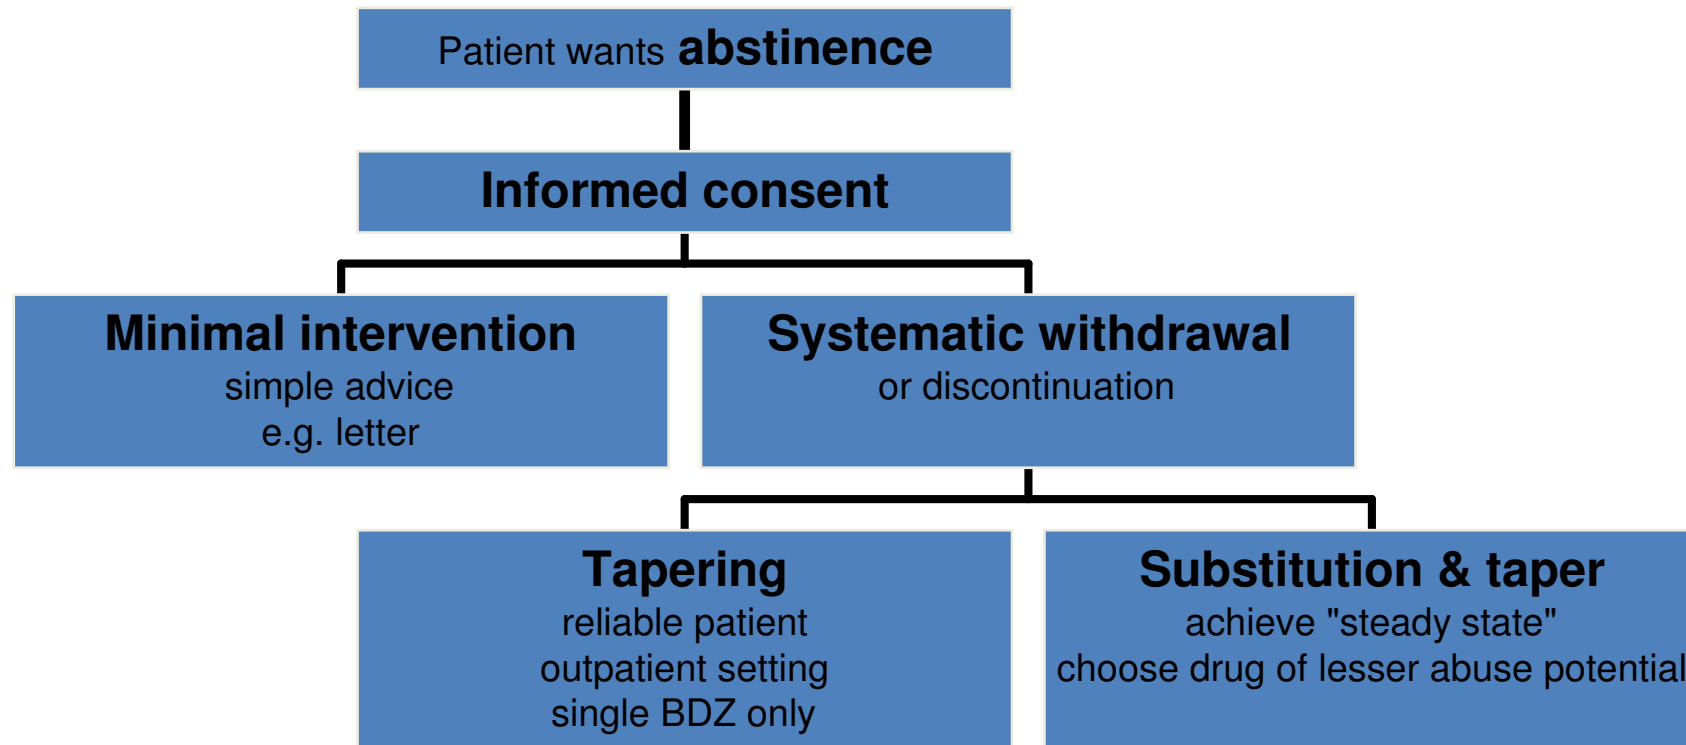 Patient wants abstinence
Informed consent
Minimal intervention
simple advice
e.g. letter
Systematic withdrawal
or discontinuation
Tapering
reliable patient
outpatient setting
single BDZ only
Substitution & taper
achieve "steady state"
choose drug of lesser abuse potential